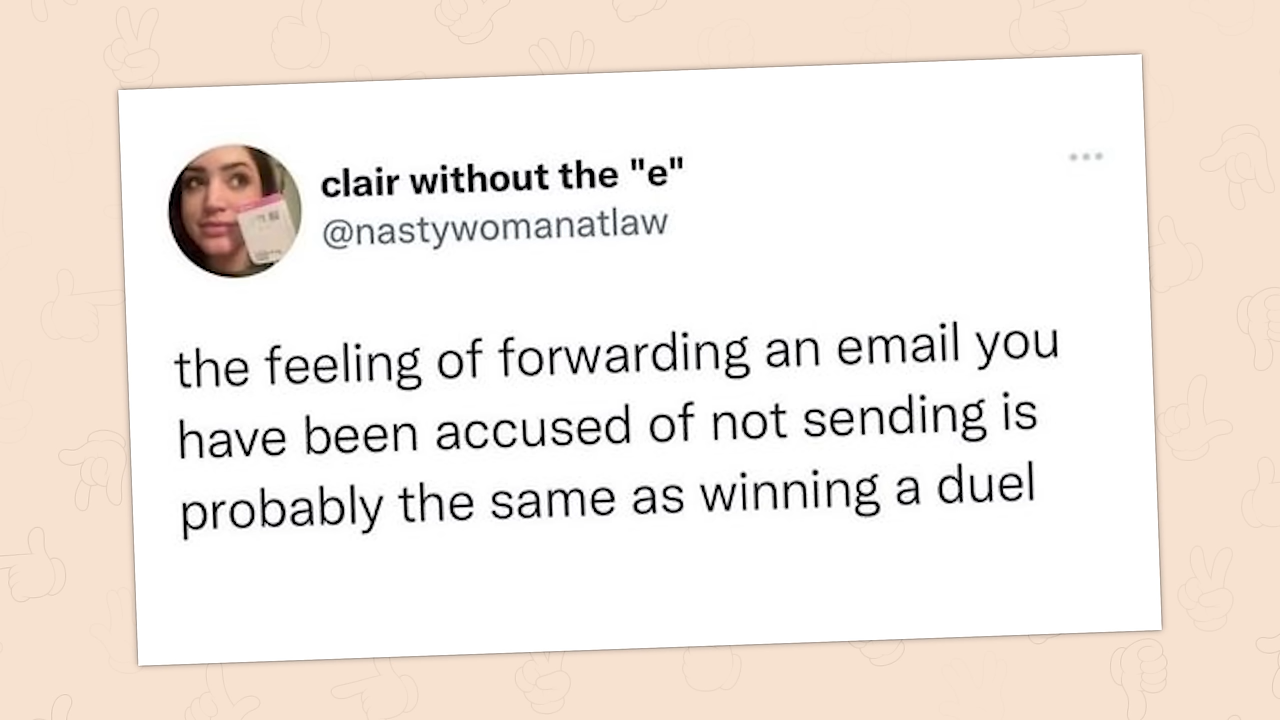 clair without the "e"
@nastywomanatlaw
the feeling of forwarding an email you
have been accused of not sending is
probably the same as winning a duel